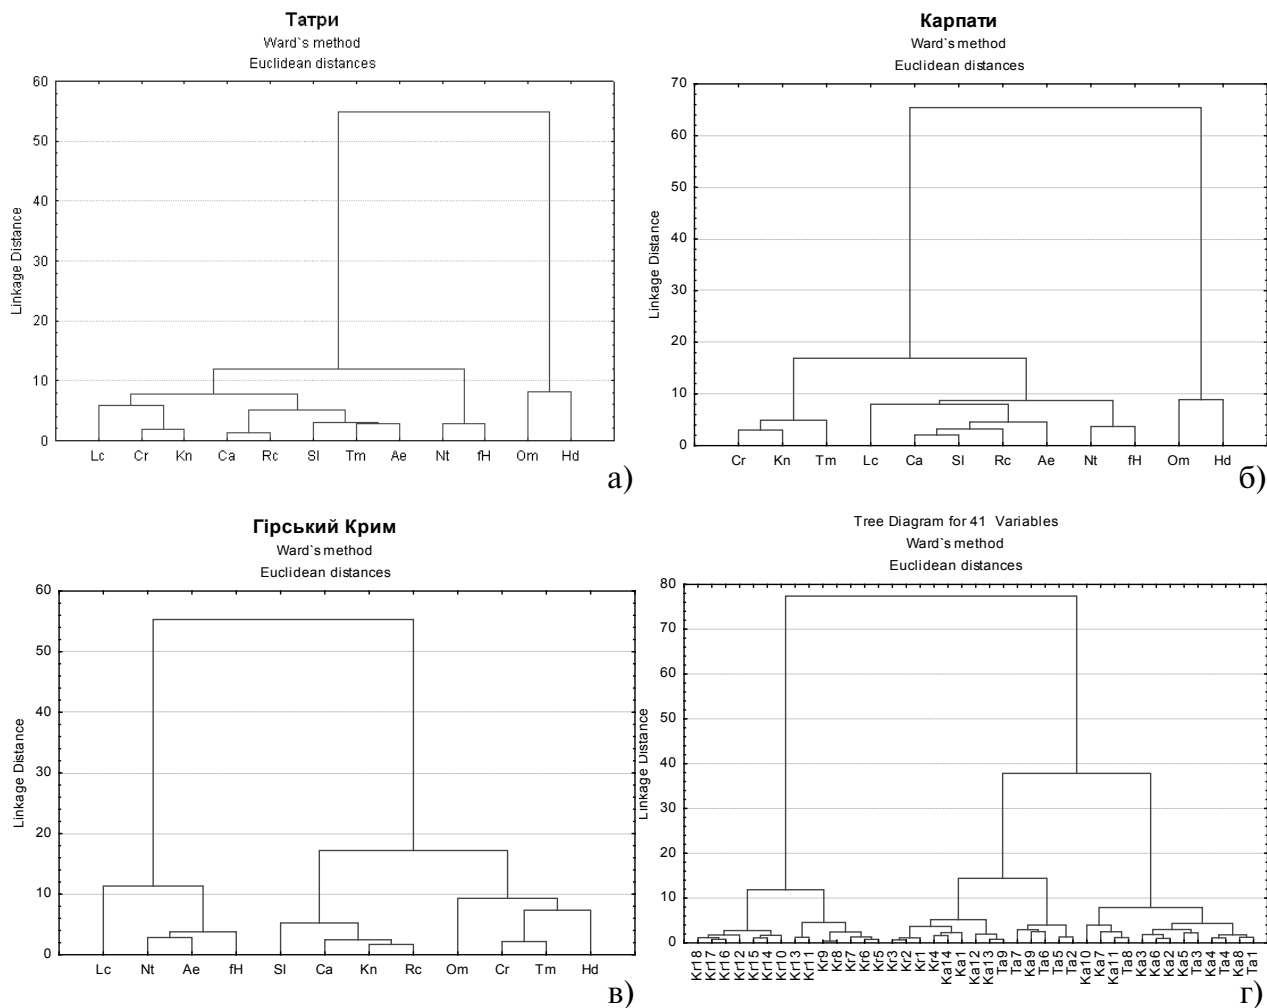 Татри
Ward`s method
Euclidean distances
60
50
40
30
20
10
0
Linkage Distance
Lc Cr Kn Ca Rc Sl Tm Ae Nt fH Om Hd
а)
Карпати
Ward`s method
Euclidean distances
70
60
50
40
30
20
10
0
Linkage Distance
Cr Kn Tm Lc Ca Sl Rc Ae Nt fH Om Hd
б)
Гірський Крим
Ward`s method
Euclidean distances
60
50
40
30
20
10
0
Linkage Distance
Lc Nt Ae fH Sl Ca Kn Rc Om Cr Tm Hd
в)
Tree Diagram for 41 Variables
Ward`s method
Euclidean distances
80
70
60
50
40
30
20
10
0
Linkage Distance
Kr18 Kr17 Kr16 Kr12 Kr15 Kr14 Kr10 Kr13 Kr11 Kr9 Kr8 Kr7 Kr6 Kr5 Kr3 Kr2 Kr1 Kr4 Ka14 Ka1 Ka12 Ka13 Ta9 Ta7 Ka9 Ta6 Ta5 Ta2 Ka10 Ka7 Ka11 Ta8 Ka3 Ka6 Ka2 Ka5 Ta3 Ka4 Ta4 Ka8 Ta1
г)